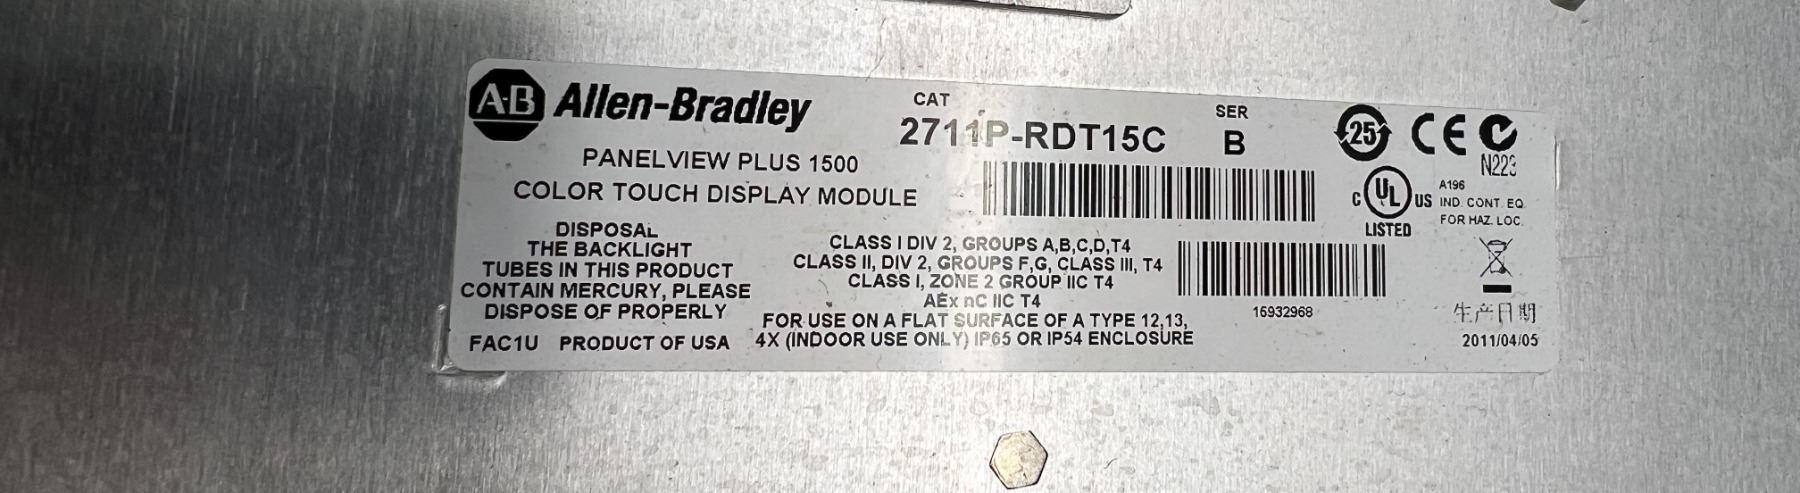 AB Allen-Bradley
PANELVIEW PLUS 1500
COLOR TOUCH DISPLAY MODULE
CAT
2711P-RDT15C
SER
B
25
CE
N223
C UL US
LISTED
A196
IND. CONT. EQ.
FOR HAZ. LOC.
DISPOSAL
THE BACKLIGHT
TUBES IN THIS PRODUCT
CONTAIN MERCURY, PLEASE
DISPOSE OF PROPERLY
FAC1U PRODUCT OF USA
CLASS I DIV 2, GROUPS A,B,C,D,T4
CLASS II, DIV 2, GROUPS F,G, CLASS III, T4
CLASS I, ZONE 2 GROUP IIC T4
AEx nC IIC T4
FOR USE ON A FLAT SURFACE OF A TYPE 12,13,
4X (INDOOR USE ONLY) IP65 OR IP54 ENCLOSURE
16932968
生产日期
2011/04/05